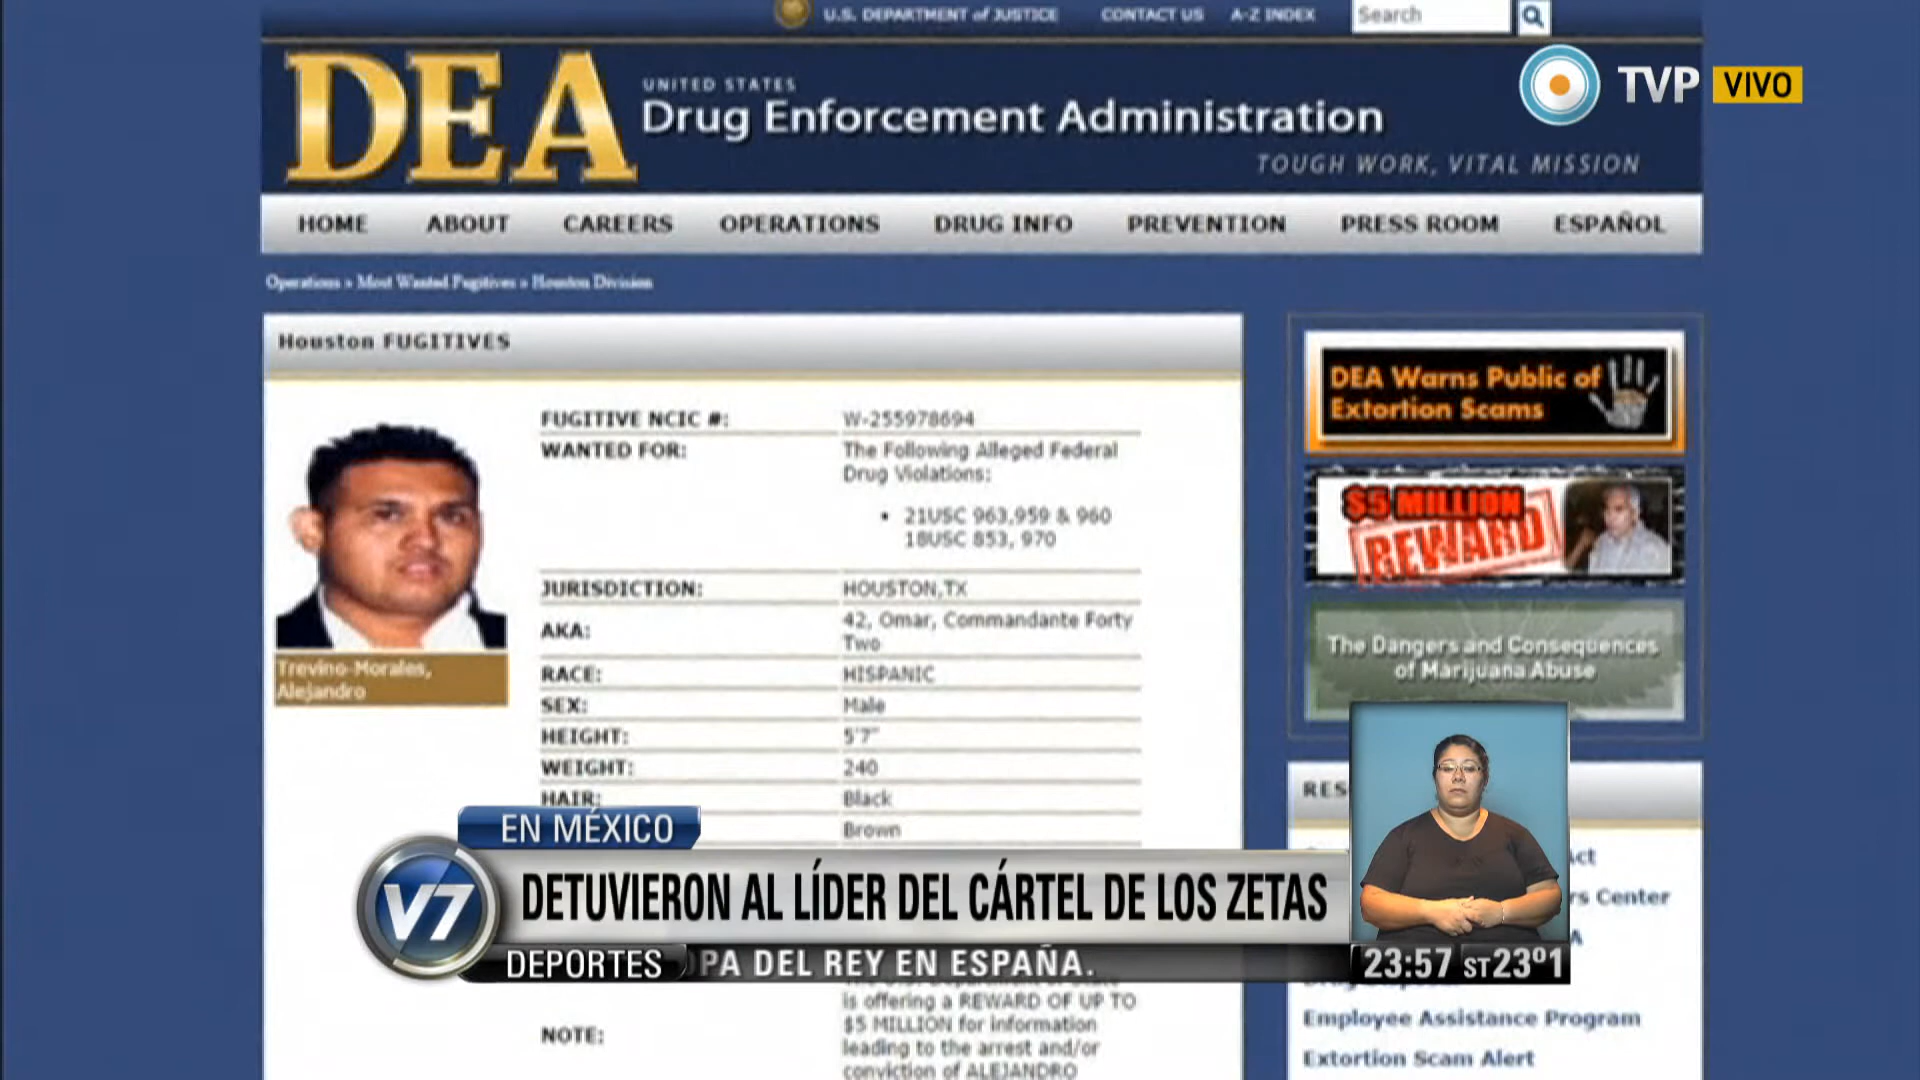 U.S. DEPARTMENT of JUSTICE
CONTACT US
A-Z INDEX
Search
DEA
UNITED STATES
Drug Enforcement Administration
TOUGH WORK, VITAL MISSION
TVP VIVO
HOME ABOUT CAREERS OPERATIONS DRUG INFO PREVENTION PRESS ROOM ESPAÑOL
Operations » Most Wanted Fugitives » Houston Division
Houston FUGITIVES
Trevino-Morales,
Alejandro
FUGITIVE NCIC #: W-255978694
WANTED FOR: The Following Alleged Federal
Drug Violations:
• 21USC 963,959 & 960
18USC 853, 970
JURISDICTION: HOUSTON,TX
AKA: 42, Omar, Commandante Forty
Two
RACE: HISPANIC
SEX: Male
HEIGHT: 5'7"
WEIGHT: 240
HAIR: Black
Brown
NOTE:
is offering a REWARD OF UP TO
$5 MILLION for information
leading to the arrest and/or
conviction of ALEJANDRO
DEA Warns Public of
Extortion Scams
$5 MILLION
REWARD
The Dangers and Consequences
of Marijuana Abuse
RES
Act
rs Center
A
Employee Assistance Program
Extortion Scam Alert
EN MÉXICO
V7
DETUVIERON AL LÍDER DEL CÁRTEL DE LOS ZETAS
DEPORTES OPA DEL REY EN ESPAÑA.
23:57 ST 23º1